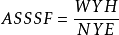 ASSSF = WYH / NYE